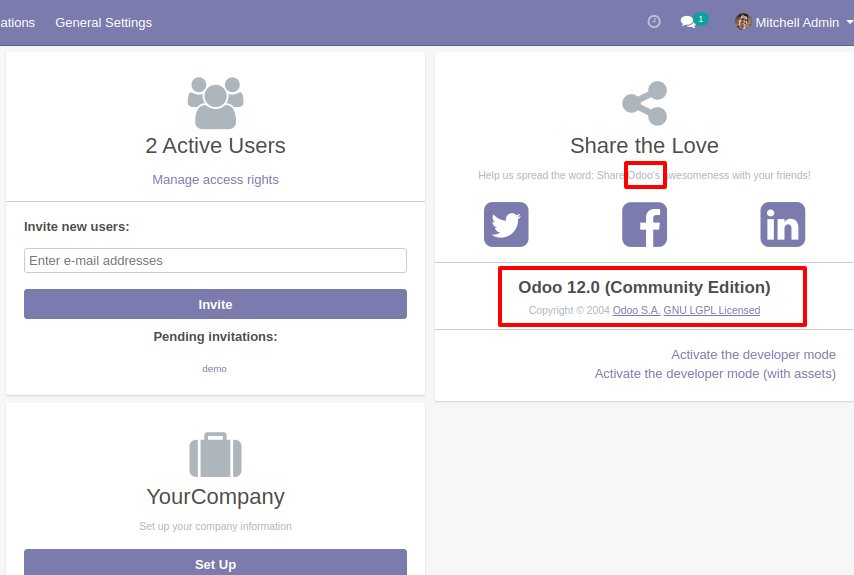 ations General Settings 1 Mitchell Admin
2 Active Users
Manage access rights
Invite new users:
Enter e-mail addresses
Invite
Pending invitations:
demo
Share the Love
Help us spread the word: Share Odoo's awesomeness with your friends!
Odoo 12.0 (Community Edition)
Copyright © 2004 Odoo S.A. GNU LGPL Licensed
Activate the developer mode
Activate the developer mode (with assets)
YourCompany
Set up your company information
Set Up